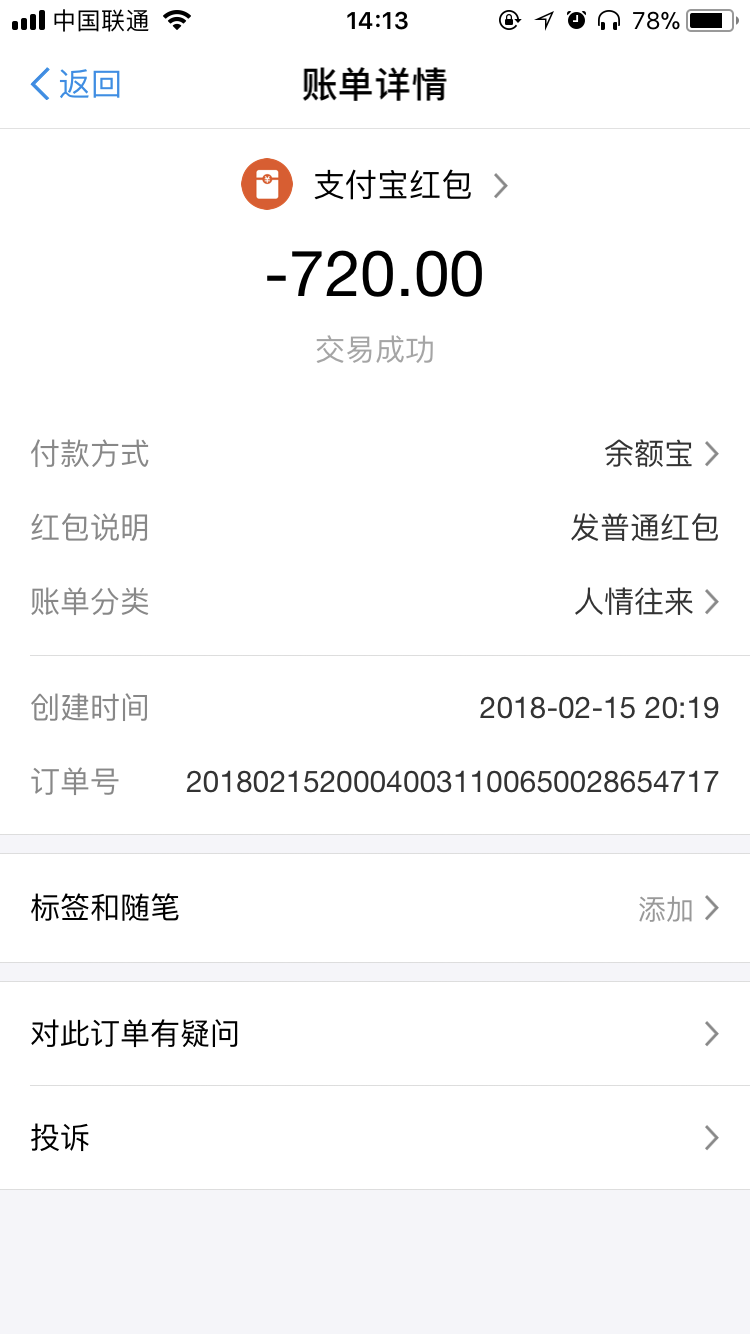 中国联通 14:13 78%
返回 账单详情
支付宝红包
-720.00
交易成功
付款方式 余额宝
红包说明 发普通红包
账单分类 人情往来
创建时间 2018-02-15 20:19
订单号 20180215200040031100650028654717
标签和随笔 添加
对此订单有疑问
投诉